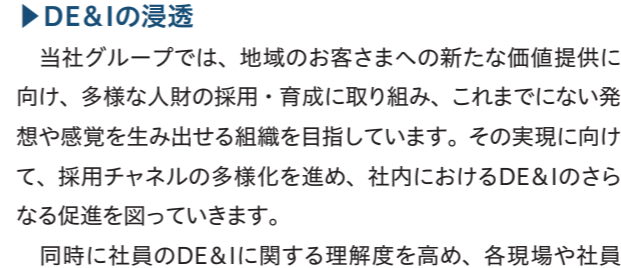 ▶DE&Iの浸透
　当社グループでは、地域のお客さまへの新たな価値提供に
向け、多様な人財の採用・育成に取り組み、これまでにない発
想や感覚を生み出せる組織を目指しています。その実現に向け
て、採用チャネルの多様化を進め、社内におけるDE&Iのさら
なる促進を図っていきます。
　同時に社員のDE&Iに関する理解度を高め、各現場や社員